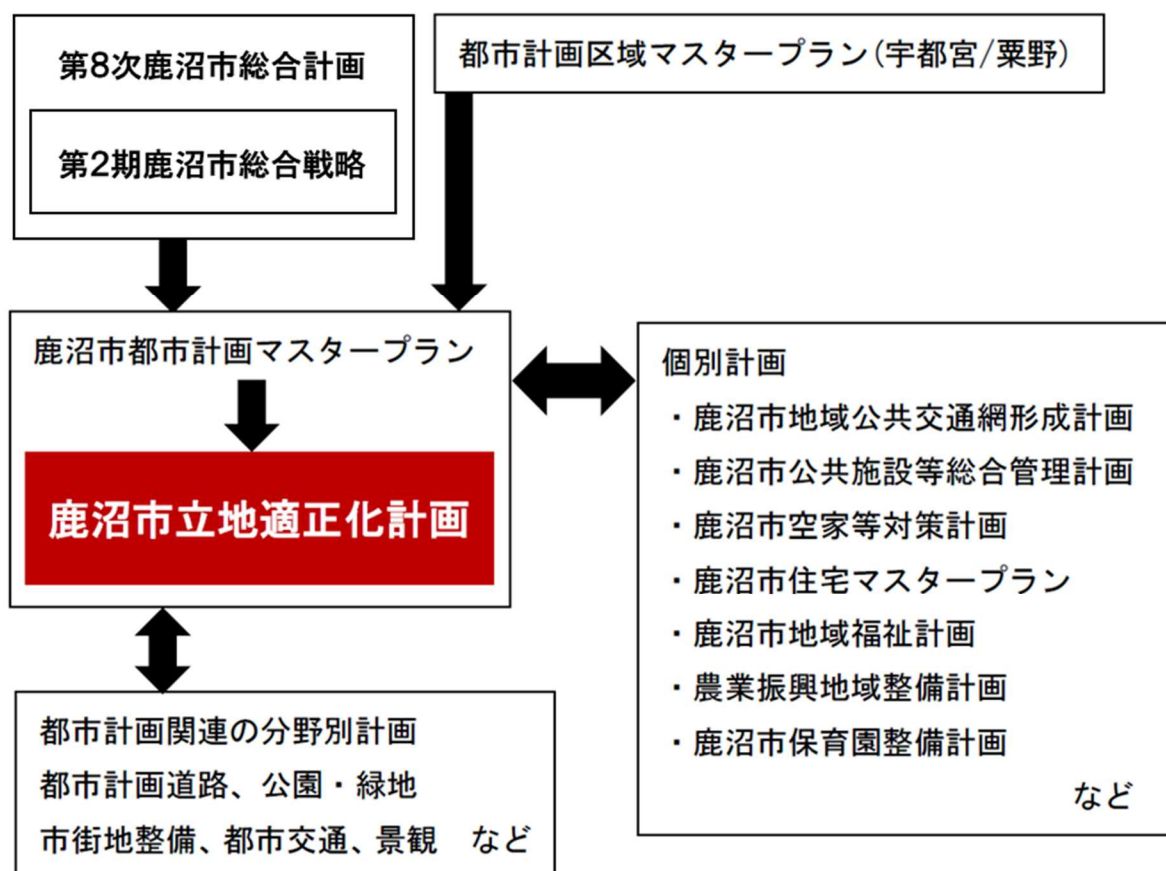 第8次鹿沼市総合計画
第2期鹿沼市総合戦略
都市計画区域マスタープラン(宇都宮/粟野)
鹿沼市都市計画マスタープラン
鹿沼市立地適正化計画
個別計画
・鹿沼市地域公共交通網形成計画
・鹿沼市公共施設等総合管理計画
・鹿沼市空家等対策計画
・鹿沼市住宅マスタープラン
・鹿沼市地域福祉計画
・農業振興地域整備計画
・鹿沼市保育園整備計画
など
都市計画関連の分野別計画
都市計画道路、公園・緑地
市街地整備、都市交通、景観　など